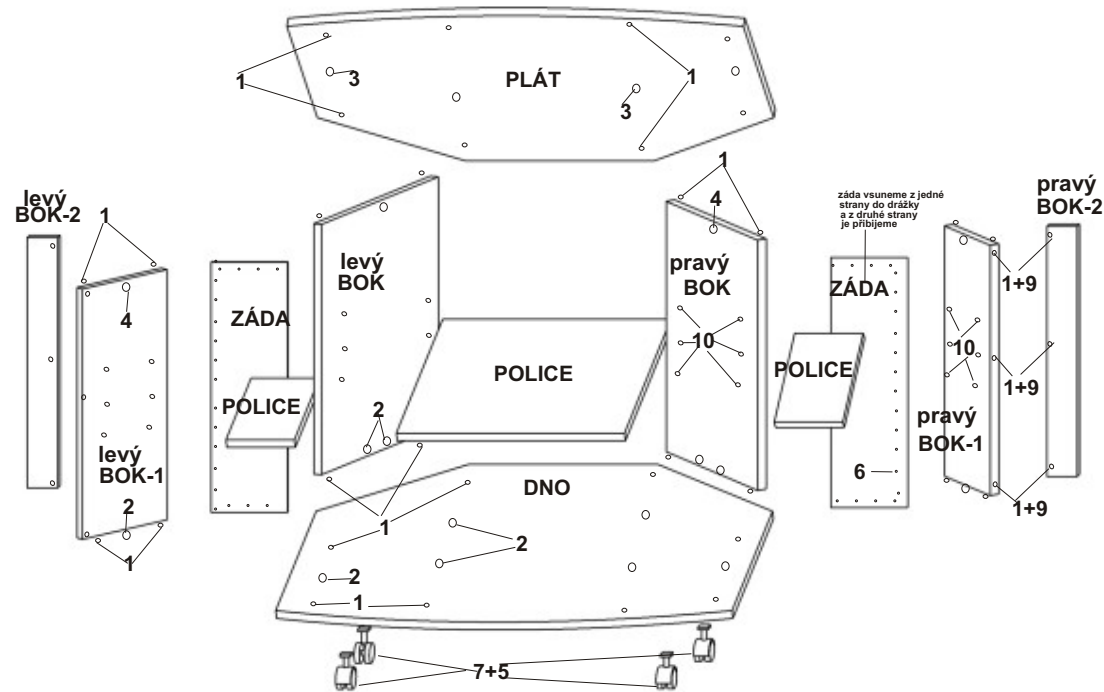 PLÁT
1
3
3
1
levý
BOK-2
1
4
levý
BOK-1
2
1
ZÁDA
POLICE
levý
BOK
2
1
POLICE
1
4
pravý
BOK
10
záda vsuneme z jedné
strany do drážky
a z druhé strany
je přibíjeme
ZÁDA
POLICE
6
pravý
BOK-2
1+9
10
1+9
pravý
BOK-1
1+9
DNO
2
2
1
7+5